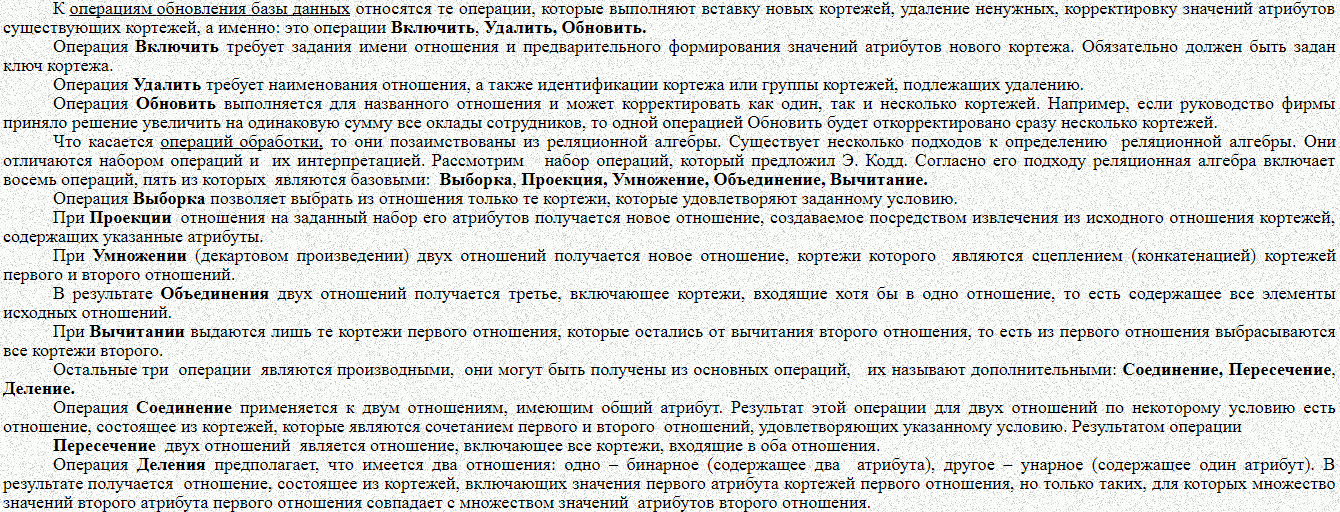 К операциям обновления базы данных относятся те операции, которые выполняют вставку новых кортежей, удаление ненужных, корректировку значений атрибутов
существующих кортежей, а именно: это операции Включить, Удалить, Обновить.
Операция Включить требует задания имени отношения и предварительного формирования значений атрибутов нового кортежа. Обязательно должен быть задан
ключ кортежа.
Операция Удалить требует наименования отношения, а также идентификации кортежа или группы кортежей, подлежащих удалению.
Операция Обновить выполняется для названного отношения и может корректировать как один, так и несколько кортежей. Например, если руководство фирмы
приняло решение увеличить на одинаковую сумму все оклады сотрудников, то одной операцией Обновить будет откорректировано сразу несколько кортежей.
Что касается операций обработки, то они позаимствованы из реляционной алгебры. Существует несколько подходов к определению реляционной алгебры. Они
отличаются набором операций и их интерпретацией. Рассмотрим набор операций, который предложил Э. Кодд. Согласно его подходу реляционная алгебра включает
восемь операций, пять из которых являются базовыми: Выборка, Проекция, Умножение, Объединение, Вычитание.
Операция Выборка позволяет выбрать из отношения только те кортежи, которые удовлетворяют заданному условию.
При Проекции отношения на заданный набор его атрибутов получается новое отношение, создаваемое посредством извлечения из исходного отношения кортежей,
содержащих указанные атрибуты.
При Умножении (декартовом произведении) двух отношений получается новое отношение, кортежи которого являются сцеплением (конкатенацией) кортежей
первого и второго отношений.
В результате Объединения двух отношений получается третье, включающее кортежи, входящие хотя бы в одно отношение, то есть содержащее все элементы
исходных отношений.
При Вычитании выдаются лишь те кортежи первого отношения, которые остались от вычитания второго отношения, то есть из первого отношения выбрасываются
все кортежи второго.
Остальные три операции являются производными, они могут быть получены из основных операций, их называют дополнительными: Соединение, Пересечение,
Деление.
Операция Соединение применяется к двум отношениям, имеющим общий атрибут. Результат этой операции для двух отношений по некоторому условию есть
отношение, состоящее из кортежей, которые являются сочетанием первого и второго отношений, удовлетворяющих указанному условию. Результатом операции
Пересечение двух отношений является отношение, включающее все кортежи, входящие в оба отношения.
Операция Деления предполагает, что имеется два отношения: одно – бинарное (содержащее два атрибута), другое – унарное (содержащее один атрибут). В
результате получается отношение, состоящее из кортежей, включающих значения первого атрибута кортежей первого отношения, но только таких, для которых множество
значений второго атрибута первого отношения совпадает с множеством значений атрибутов второго отношения.